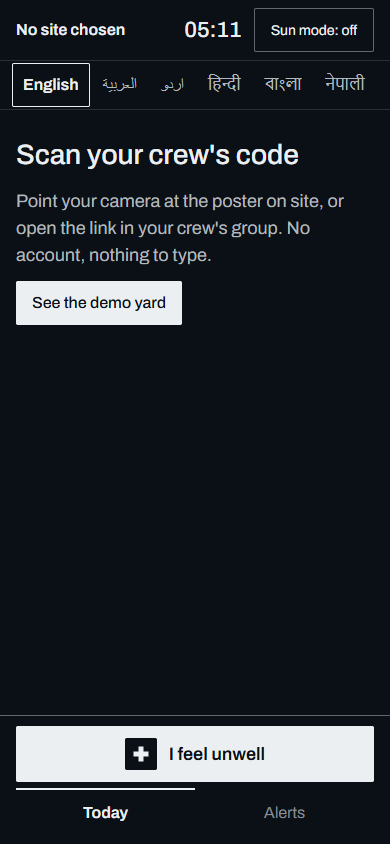 No site chosen
05:11
Sun mode: off
English
العربية
اردو
हिन्दी
বাংলা
नेपाली
Scan your crew's code
Point your camera at the poster on site, or
open the link in your crew's group. No
account, nothing to type.
See the demo yard
I feel unwell
Today
Alerts